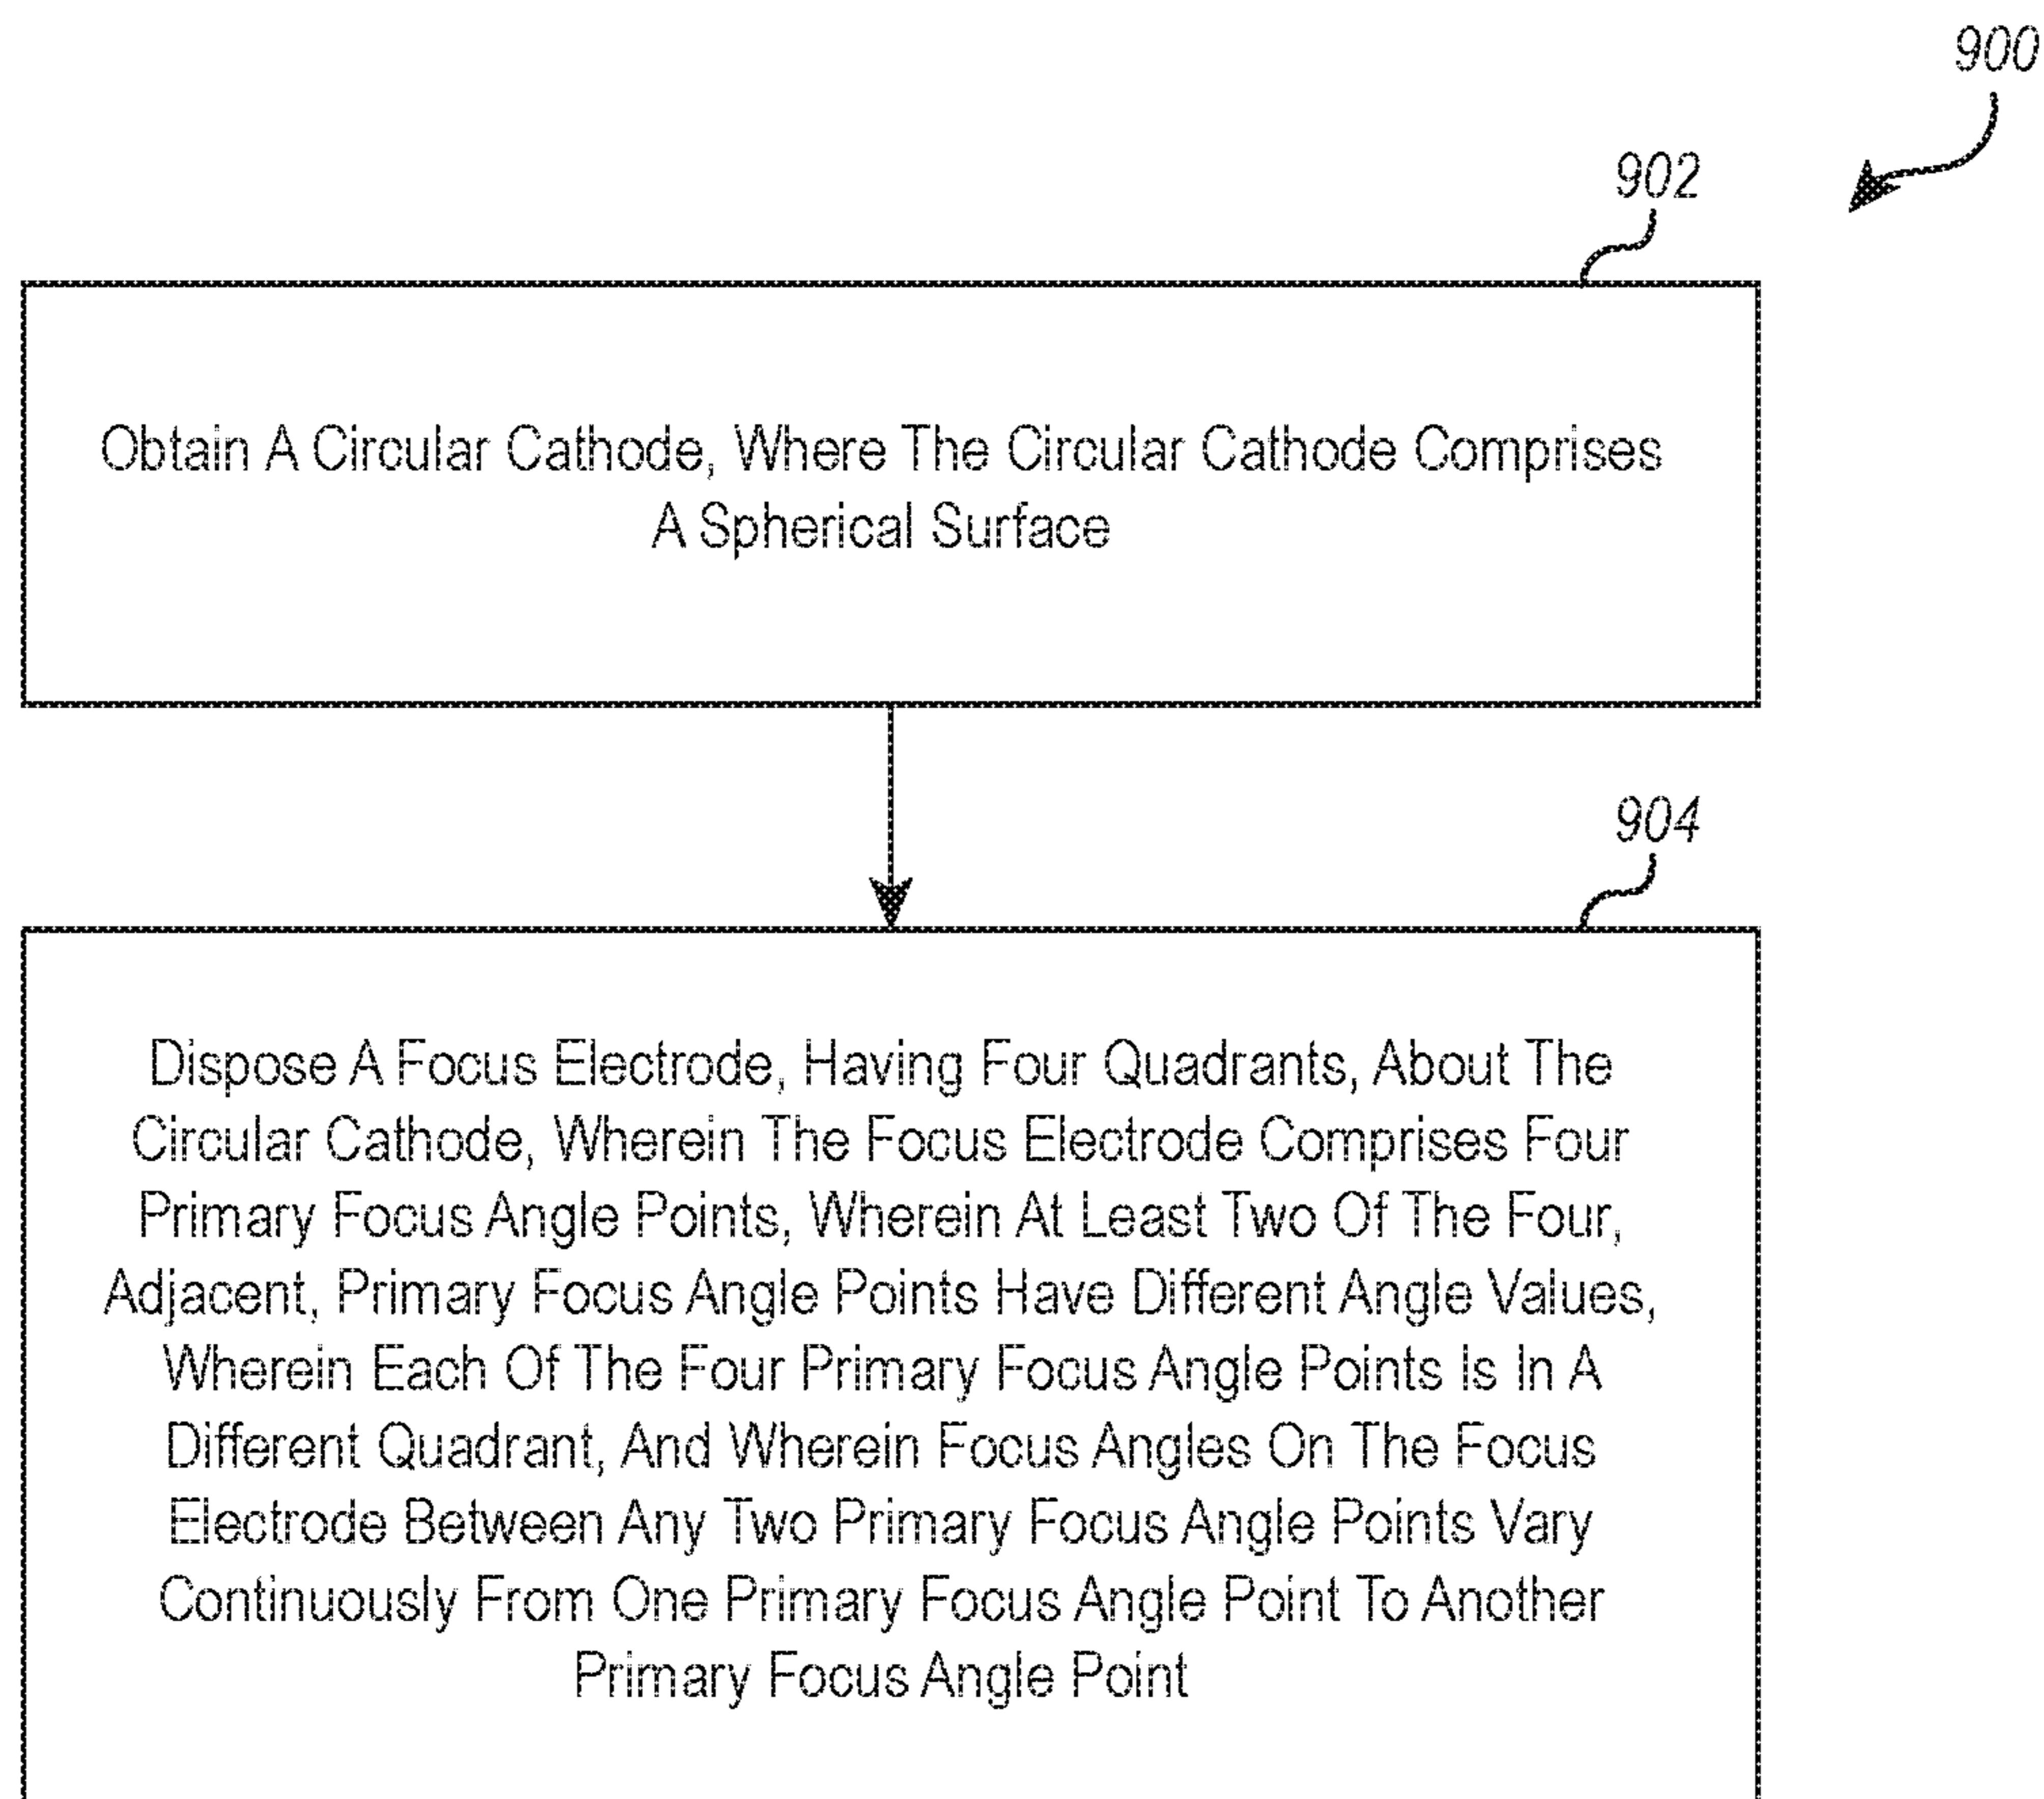 900
902
Obtain A Circular Cathode, Where The Circular Cathode Comprises
A Spherical Surface
904
Dispose A Focus Electrode, Having Four Quadrants, About The
Circular Cathode, Wherein The Focus Electrode Comprises Four
Primary Focus Angle Points, Wherein At Least Two Of The Four,
Adjacent, Primary Focus Angle Points Have Different Angle Values,
Wherein Each Of The Four Primary Focus Angle Points Is In A
Different Quadrant, And Wherein Focus Angles On The Focus
Electrode Between Any Two Primary Focus Angle Points Vary
Continuously From One Primary Focus Angle Point To Another
Primary Focus Angle Point